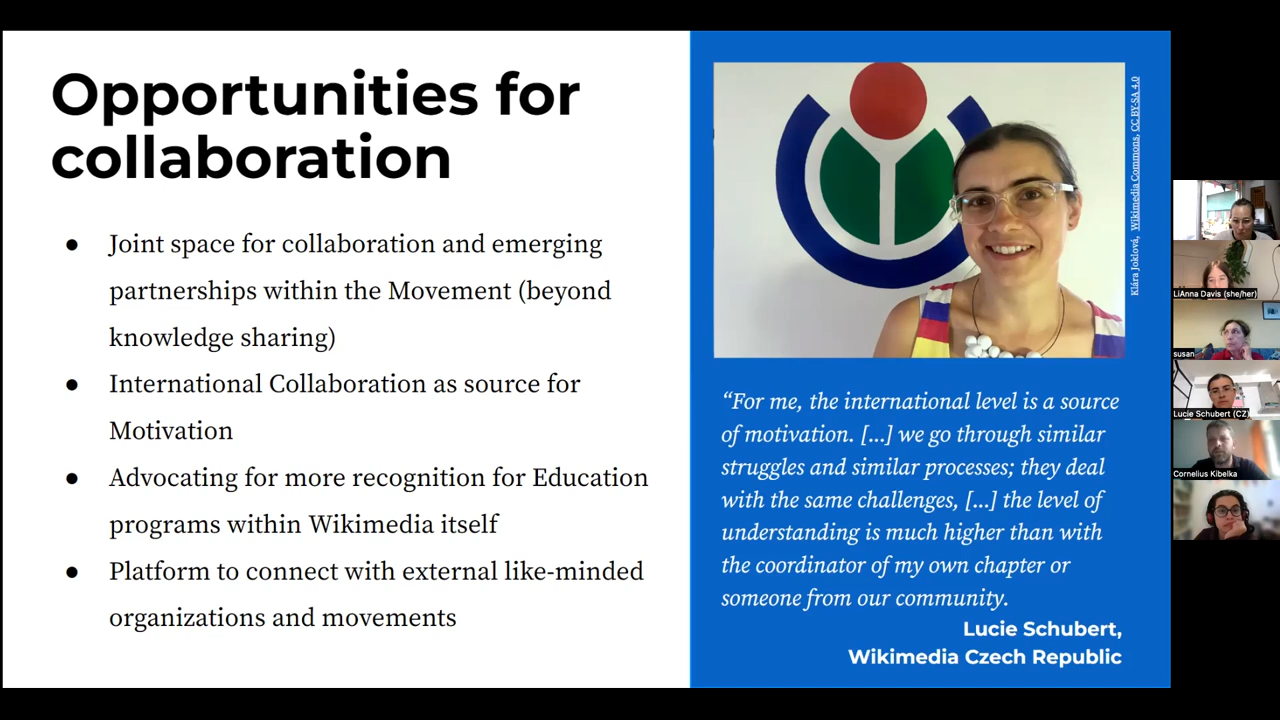 Opportunities for
collaboration
● Joint space for collaboration and emerging
partnerships within the Movement (beyond
knowledge sharing)
● International Collaboration as source for
Motivation
● Advocating for more recognition for Education
programs within Wikimedia itself
● Platform to connect with external like-minded
organizations and movements
Klára Joklová, Wikimedia Commons, CC BY-SA 4.0
“For me, the international level is a source
of motivation. [...] we go through similar
struggles and similar processes; they deal
with the same challenges, [...] the level of
understanding is much higher than with
the coordinator of my own chapter or
someone from our community.
Lucie Schubert,
Wikimedia Czech Republic
LiAnna Davis (she/her)
susan
Lucie Schubert (CZ)
Cornelius Kibelka